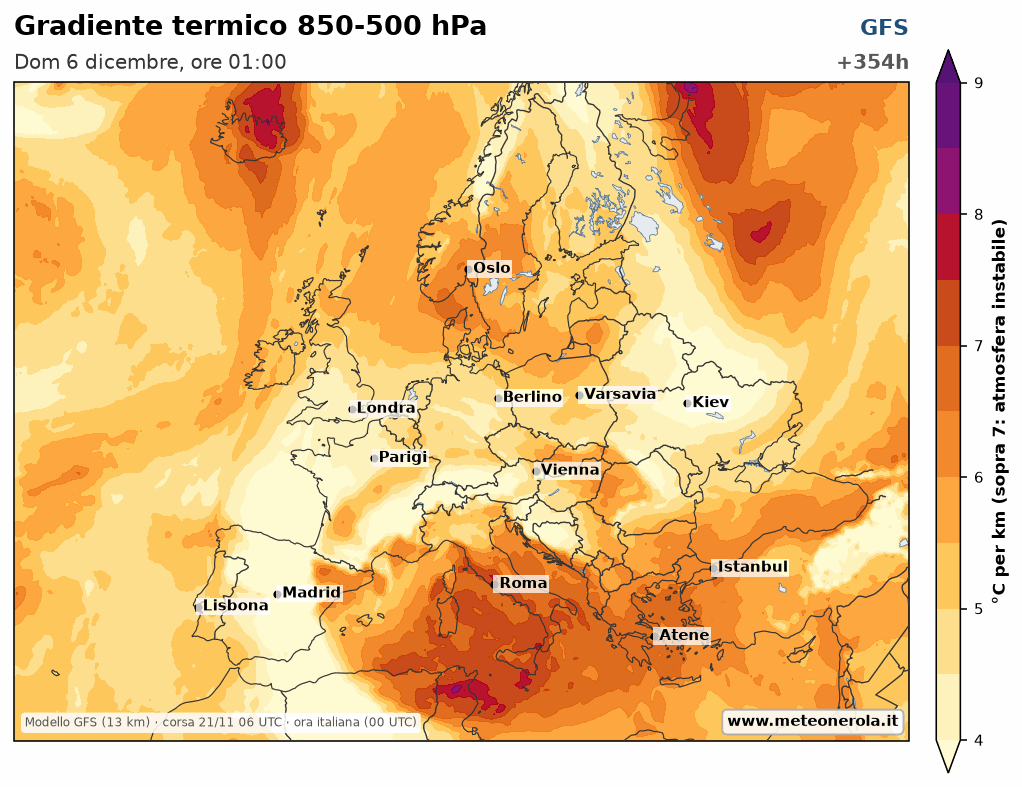 Gradiente termico 850-500 hPa
GFS
Dom 6 dicembre, ore 01:00
+354h
9
8
7
6
5
4
°C per km (sopra 7: atmosfera instabile)
Oslo
Berlino
Varsavia
Kiev
Londra
Parigi
Vienna
Istanbul
Roma
Madrid
Lisbona
Atene
Modello GFS (13 km) · corsa 21/11 06 UTC · ora italiana (00 UTC)
www.meteonerola.it